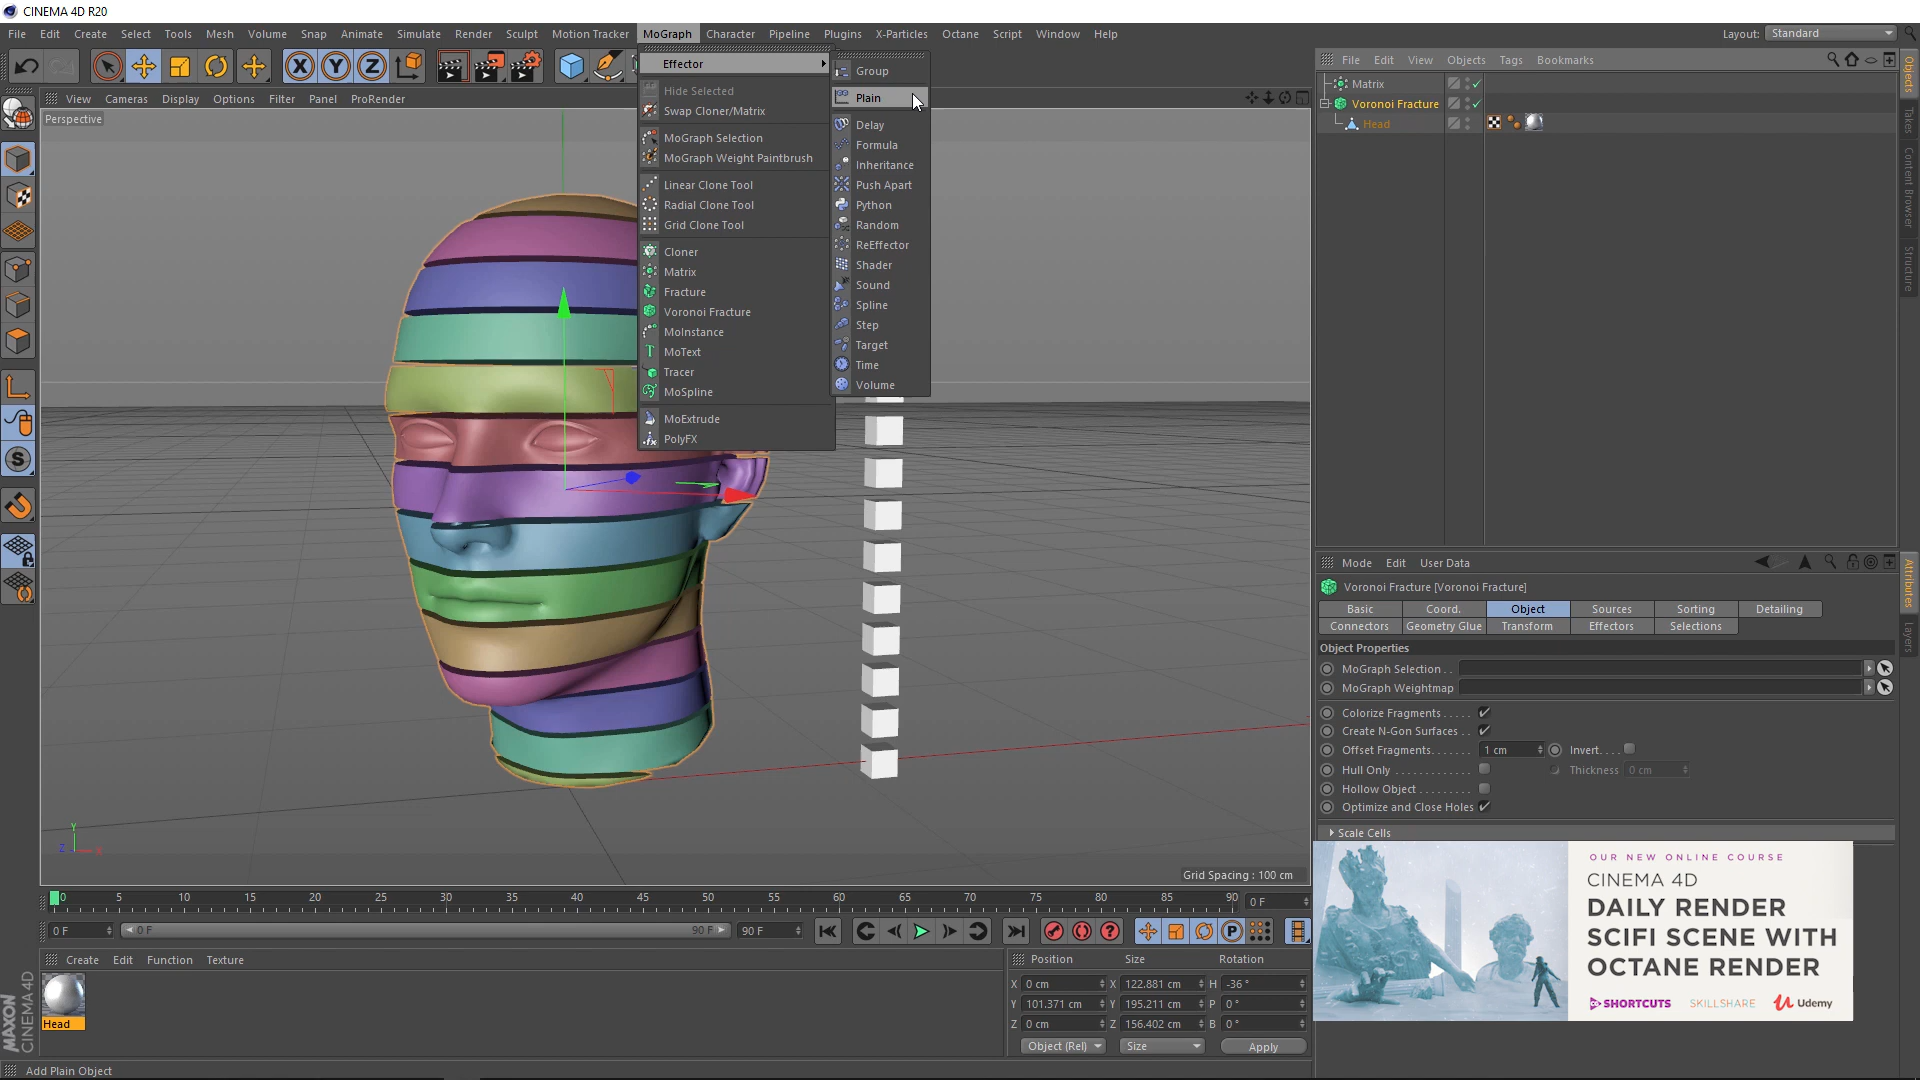 CINEMA 4D R20
File Edit Create Select Tools Mesh Volume Snap Animate Simulate Render Sculpt Motion Tracker MoGraph Character Pipeline Plugins X-Particles Octane Script Window Help
Layout: Standard
View Cameras Display Options Filter Panel ProRender
Perspective
Effector
Hide Selected
Swap Cloner/Matrix
MoGraph Selection
MoGraph Weight Paintbrush
Linear Clone Tool
Radial Clone Tool
Grid Clone Tool
Cloner
Matrix
Fracture
Voronoi Fracture
MoInstance
MoText
Tracer
MoSpline
MoExtrude
PolyFX
Group
Plain
Delay
Formula
Inheritance
Push Apart
Python
Random
ReEffector
Shader
Sound
Spline
Step
Target
Time
Volume
File Edit View Objects Tags Bookmarks
Matrix
Voronoi Fracture
Head
Objects
Takes
Content Browser
Structure
Mode Edit User Data
Voronoi Fracture [Voronoi Fracture]
Basic Coord. Object Sources Sorting Detailing
Connectors Geometry Glue Transform Effectors Selections
Object Properties
MoGraph Selection . .
MoGraph Weightmap
Colorize Fragments . . . . .
Create N-Gon Surfaces . .
Offset Fragments. . . . . . . 1 cm Invert. . . .
Hull Only . . . . . . . . . . . . Thickness 0 cm
Hollow Object . . . . . . . . .
Optimize and Close Holes
Scale Cells
Attributes
Layers
Y
Z X
Grid Spacing : 100 cm
0 5 10 15 20 25 30 35 40 45 50 55 60 65 70 75 80 85 90 0 F
0 F 0 F 90 F 90 F
Create Edit Function Texture
Head
MAXON
CINEMA 4D
Position Size Rotation
X 0 cm X 122.881 cm H -36 °
Y 101.371 cm Y 195.211 cm P 0 °
Z 0 cm Z 156.402 cm B 0 °
Object (Rel) Size Apply
OUR NEW ONLINE COURSE
CINEMA 4D
DAILY RENDER
SCIFI SCENE WITH
OCTANE RENDER
SHORTCUTS SKILLSHARE Udemy
Add Plain Object